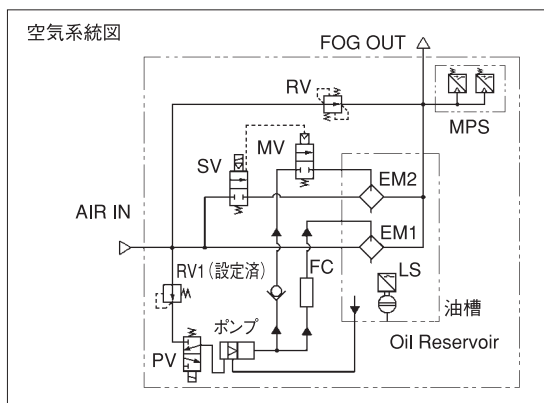 空気系統図
FOG OUT
RV
MPS
SV
MV
EM2
AIR IN
EM1
RV1（設定済）
FC
LS
油槽
ポンプ
Oil Reservoir
PV